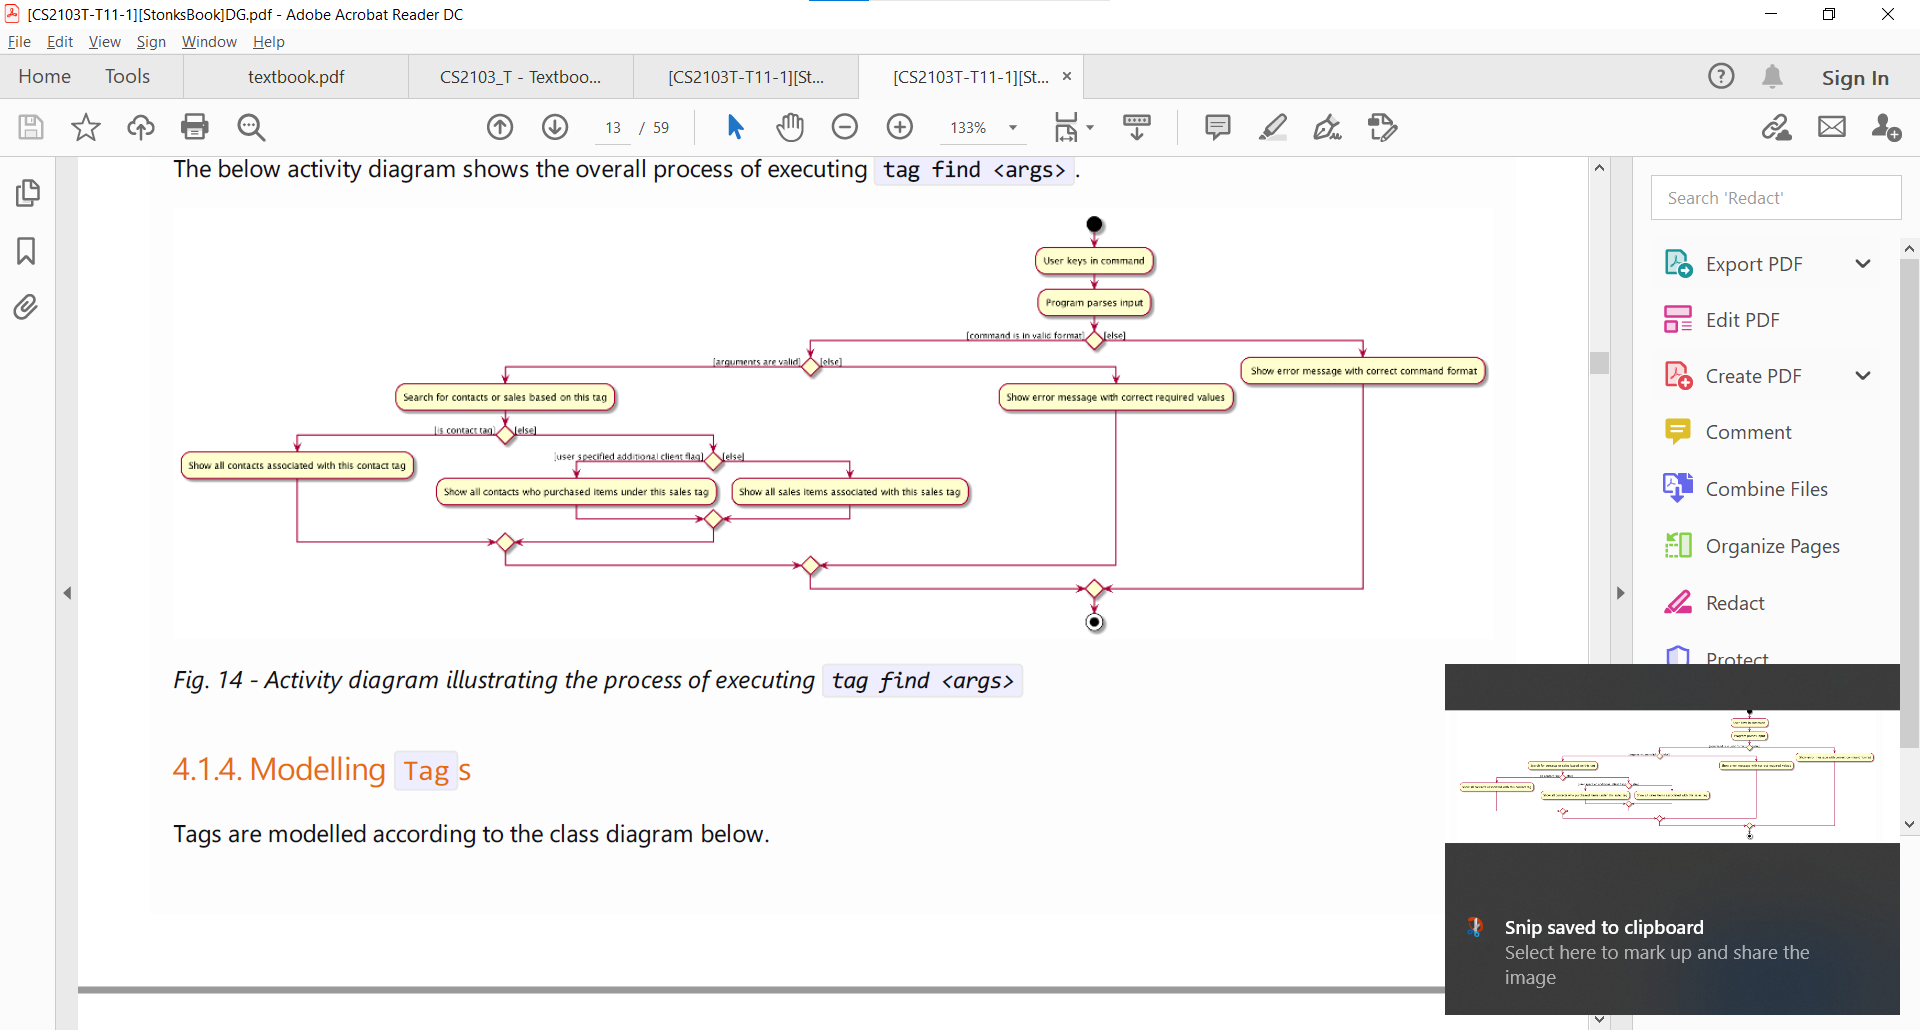 [CS2103T-T11-1][StonksBook]DG.pdf - Adobe Acrobat Reader DC
File Edit View Sign Window Help
Home Tools textbook.pdf CS2103_T - Textboo... [CS2103T-T11-1][St... [CS2103T-T11-1][St... Sign In
13 / 59 133%
The below activity diagram shows the overall process of executing tag find <args>.
User keys in command
Program parses input
[command is in valid format] [else]
[arguments are valid] [else]
Show error message with correct command format
Search for contacts or sales based on this tag
Show error message with correct required values
[is contact tag] [else]
[user specified additional client flag] [else]
Show all contacts associated with this contact tag
Show all contacts who purchased items under this sales tag
Show all sales items associated with this sales tag
Fig. 14 - Activity diagram illustrating the process of executing tag find <args>
4.1.4. Modelling Tags
Tags are modelled according to the class diagram below.
Search 'Redact'
Export PDF
Edit PDF
Create PDF
Comment
Combine Files
Organize Pages
Redact
Protect
Snip saved to clipboard
Select here to mark up and share the
image